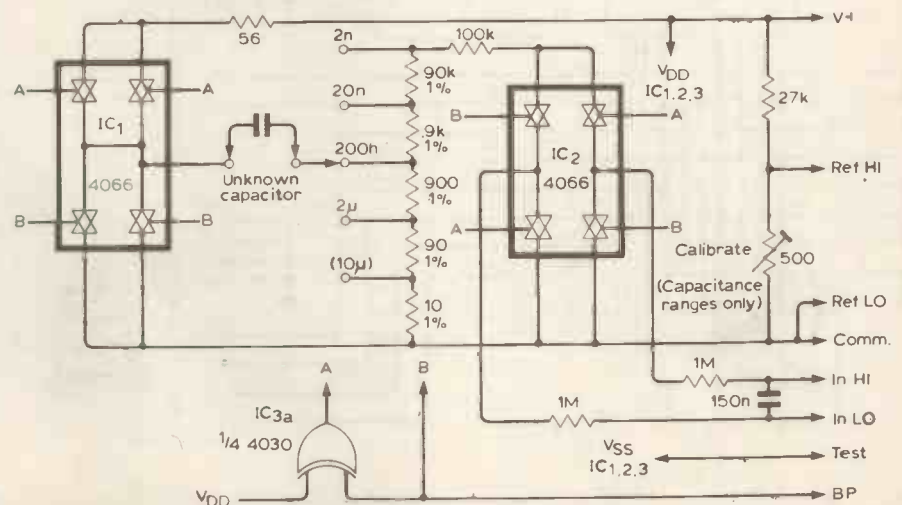 56
2n
100k
V+
90k
1%
VDD
IC1,2,3
A
A
IC1
20n
B
A
27k
9k
1%
200h
IC2
4066
Ref HI
4066
Unknown
capacitor
900
1%
B
B
2µ
A
B
Calibrate
500
90
1%
(10µ)
(Capacitance
ranges only)
Ref LO
10
1%
Comm.
A
B
1M
In HI
IC3a
150n
1M
In LO
1/4 4030
VSS
IC1,2,3
Test
VDD
BP